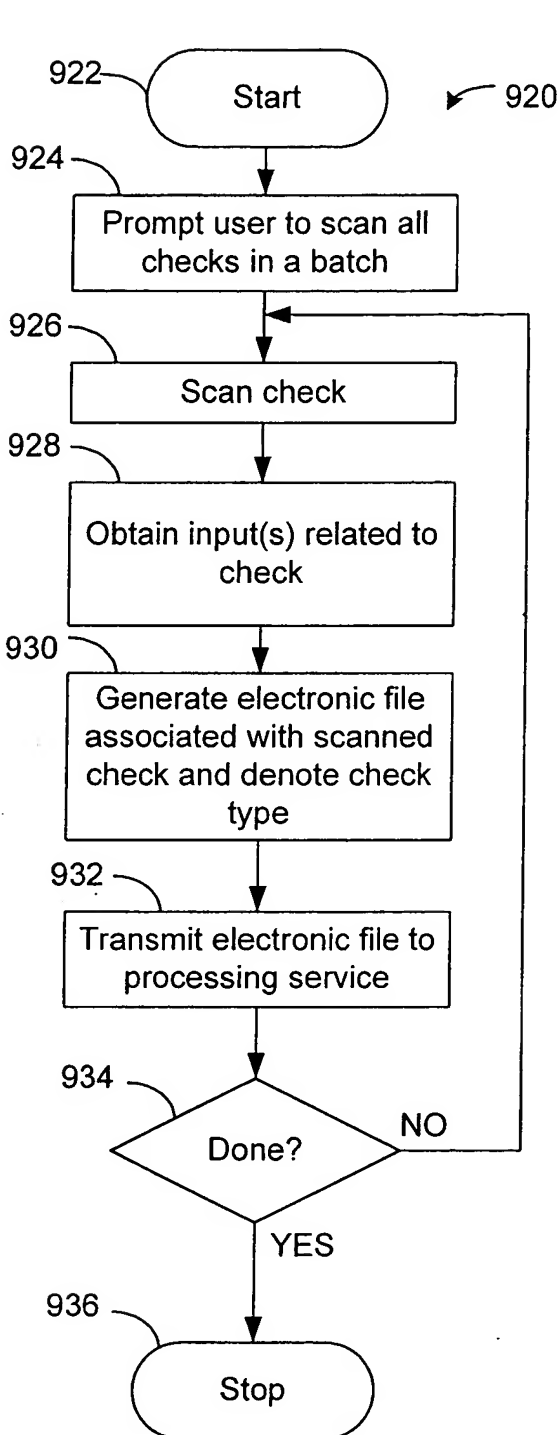 922
Start
920
924
Prompt user to scan all
checks in a batch
926
Scan check
928
Obtain input(s) related to
check
930
Generate electronic file
associated with scanned
check and denote check
type
932
Transmit electronic file to
processing service
934
Done?
NO
YES
936
Stop